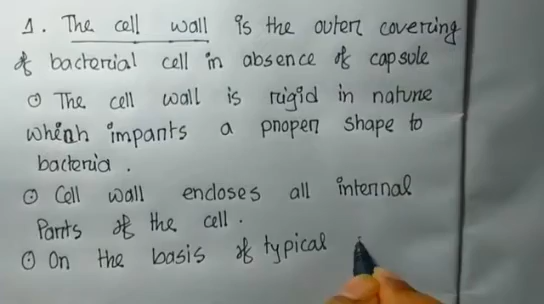 1. The cell wall is the outer covering
of bacterial cell in absence of capsule
⊙ The cell wall is rigid in nature
which imparts a proper shape to
bacteria.
⊙ Cell wall encloses all internal
Parts of the cell.
⊙ On the basis of typical